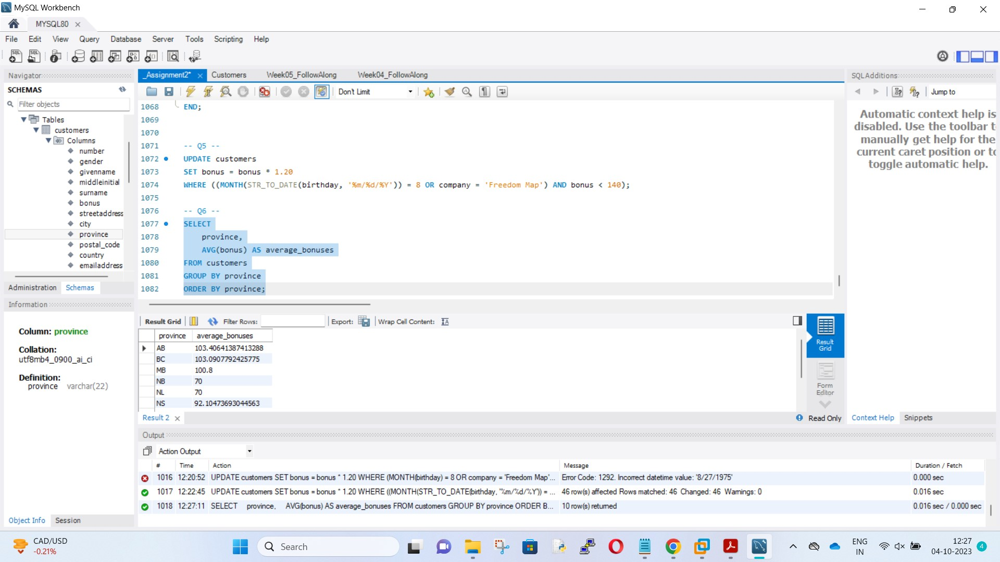 MySQL Workbench
MYSQL80
File Edit View Query Database Server Tools Scripting Help
Navigator
SCHEMAS
Filter objects
Tables
customers
Columns
number
gender
givenname
middleinitial
surname
bonus
streetaddress
city
province
postal_code
country
emailaddress
Administration Schemas
Information
Column: province
Collation:
utf8mb4_0900_ai_ci
Definition:
province varchar(22)
Object Info Session
_Assignment2* Customers Week05_FollowAlong Week04_FollowAlong
Don't Limit
1068 END;
1069
1070
1071 -- Q5 --
1072 UPDATE customers
1073 SET bonus = bonus * 1.20
1074 WHERE ((MONTH(STR_TO_DATE(birthday, '%m/%d/%Y')) = 8 OR company = 'Freedom Map') AND bonus < 140);
1075
1076 -- Q6 --
1077 SELECT
1078 province,
1079 AVG(bonus) AS average_bonuses
1080 FROM customers
1081 GROUP BY province
1082 ORDER BY province;
Result Grid Filter Rows: Export: Wrap Cell Content:
province average_bonuses
AB 103.40641387413288
BC 103.0907792425775
MB 100.8
NB 70
NL 70
NS 92.10473693044563
Result Grid
Form Editor
Result 2
Read Only
SQLAdditions
Jump to
Automatic context help is
disabled. Use the toolbar t
manually get help for the
current caret position or to
toggle automatic help.
Context Help Snippets
Output
Action Output
# Time Action Message Duration / Fetch
1016 12:20:52 UPDATE customers SET bonus = bonus * 1.20 WHERE (MONTH(birthday) = 8 OR company = 'Freedom Map'... Error Code: 1292. Incorrect datetime value: '8/27/1975' 0.000 sec
1017 12:22:45 UPDATE customers SET bonus = bonus * 1.20 WHERE ((MONTH(STR_TO_DATE(birthday, '%m/%d/%Y')) = ... 46 row(s) affected Rows matched: 46 Changed: 46 Warnings: 0 0.016 sec
1018 12:27:11 SELECT province, AVG(bonus) AS average_bonuses FROM customers GROUP BY province ORDER B... 10 row(s) returned 0.016 sec / 0.000 sec
CAD/USD
-0.21%
Search
ENG
IN
12:27
04-10-2023
4